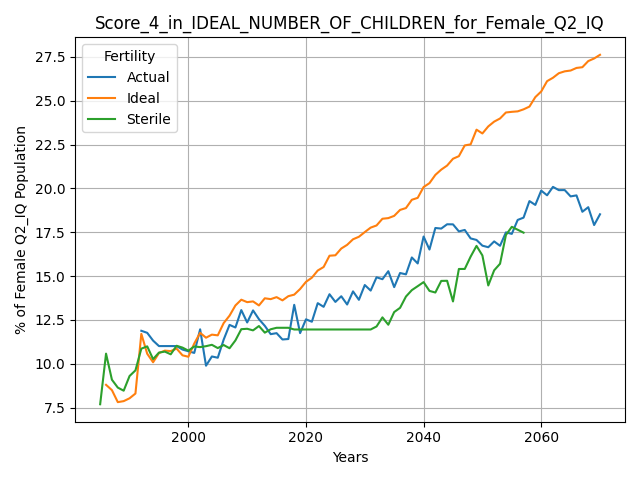 Score_4_in_IDEAL_NUMBER_OF_CHILDREN_for_Female_Q2_IQ
Fertility
Actual
Ideal
Sterile
27.5
25.0
22.5
20.0
17.5
15.0
12.5
10.0
7.5
% of Female Q2_IQ Population
2000
2020
2040
2060
Years